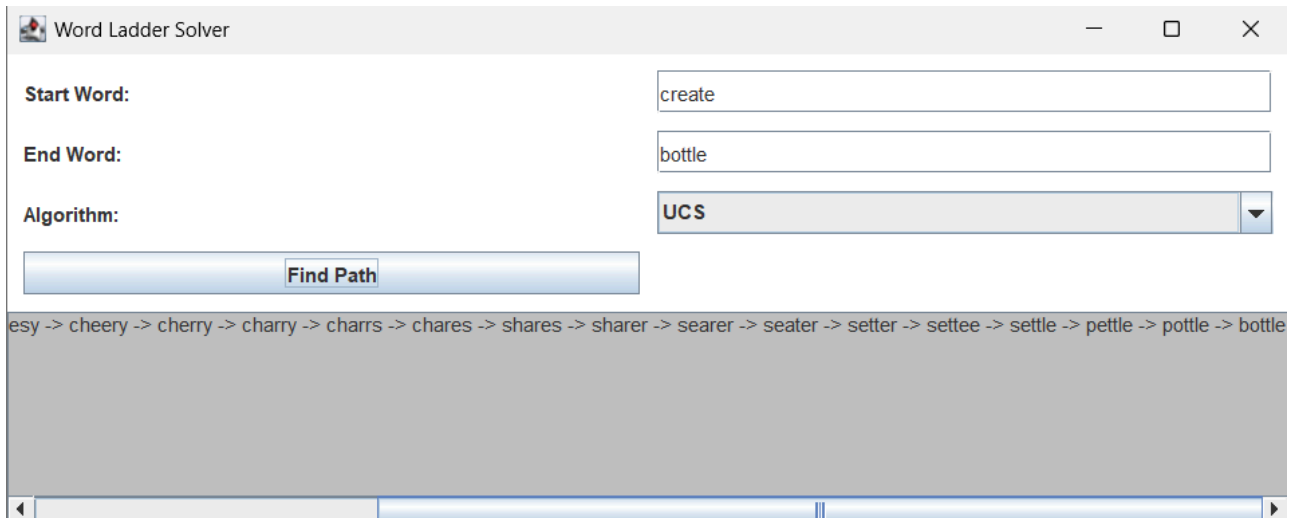 Word Ladder Solver
Start Word: create
End Word: bottle
Algorithm: UCS
Find Path
esy -> cheery -> cherry -> charry -> charrs -> chares -> shares -> sharer -> searer -> seater -> setter -> settee -> settle -> pettle -> pottle -> bottle